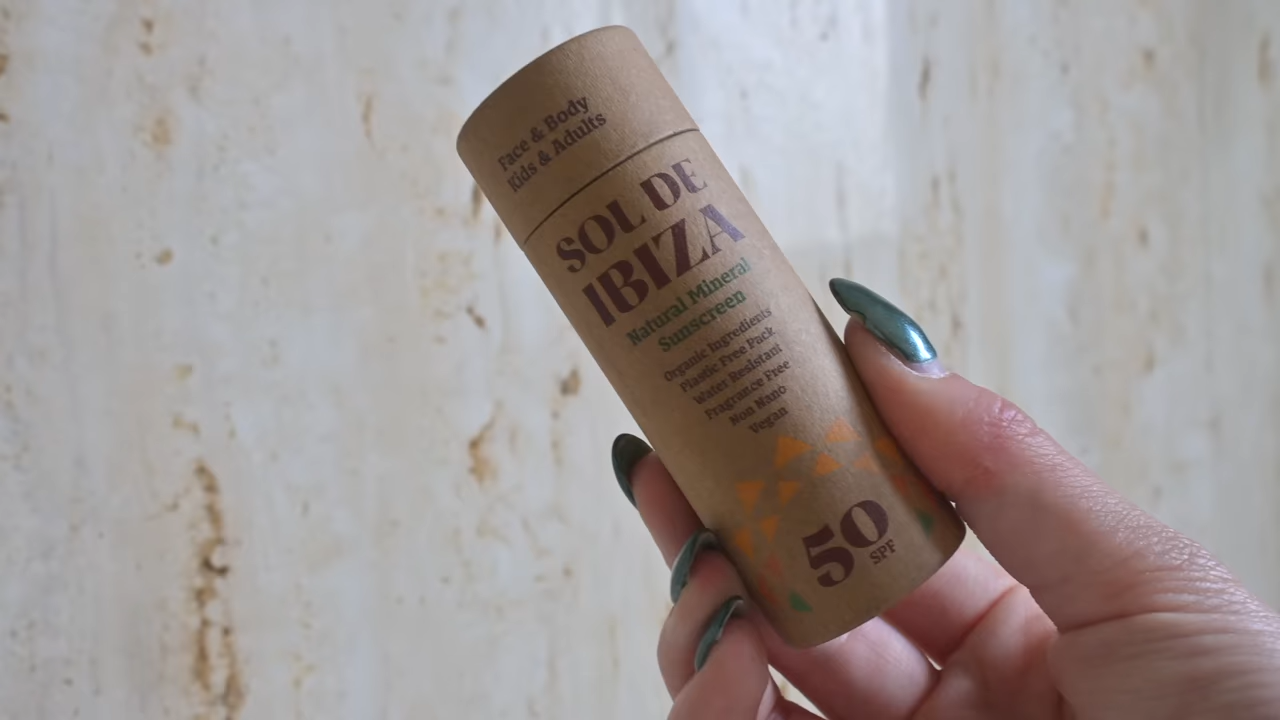 Face & Body
Kids & Adults
SOL DE
IBIZA
Natural Mineral
Sunscreen
Organic Ingredients
Plastic Free Pack
Water Resistant
Fragrance Free
Non Nano
Vegan
50
SPF